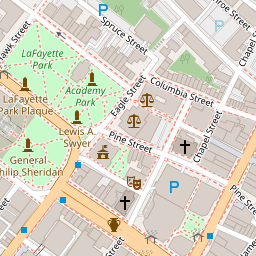 P
Spruce Street
Monroe Street
Hawk Street
LaFayette
Park
Eagle Street
Columbia Street
Chapel Street
Academy
Park
LaFayette
Park Plaque
Lewis A.
Swyer
Pine Street
Chapel Street
General
Philip Sheridan
P
Pine Street